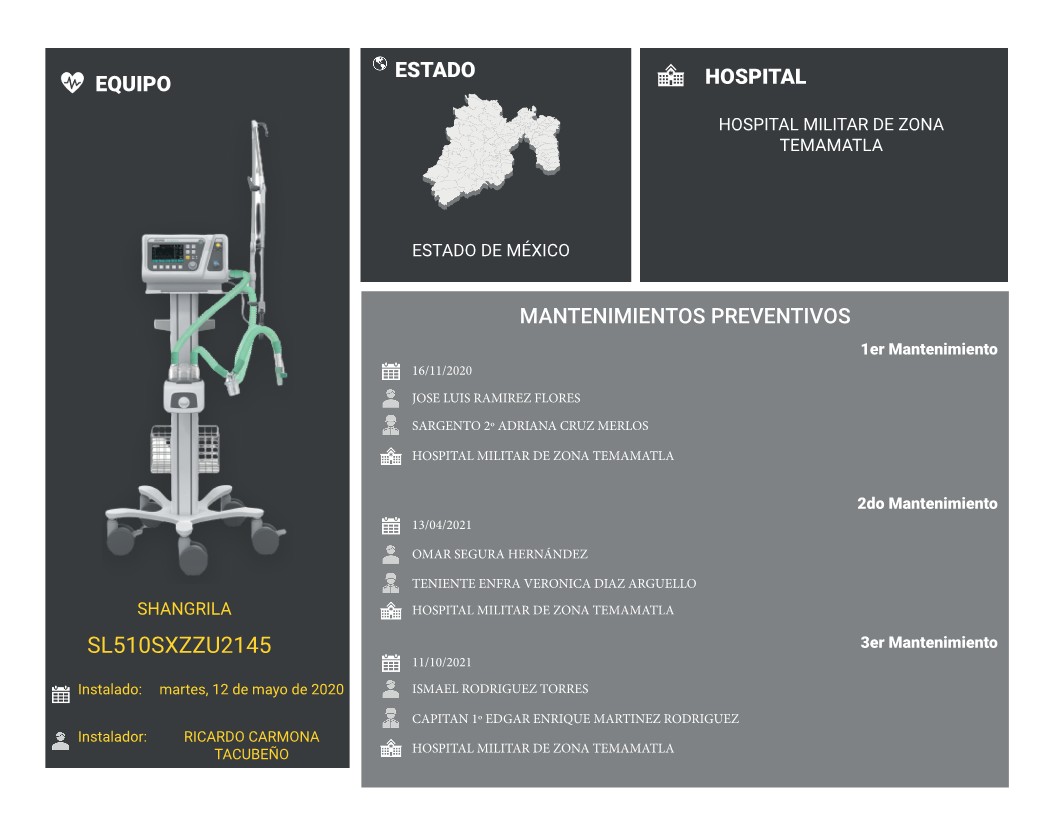 EQUIPO
SHANGRILA
SL510SXZZU2145
Instalado: martes, 12 de mayo de 2020
Instalador: RICARDO CARMONA
TACUBEÑO
ESTADO
ESTADO DE MÉXICO
HOSPITAL
HOSPITAL MILITAR DE ZONA
TEMAMATLA
MANTENIMIENTOS PREVENTIVOS
1er Mantenimiento
16/11/2020
JOSE LUIS RAMIREZ FLORES
SARGENTO 2º ADRIANA CRUZ MERLOS
HOSPITAL MILITAR DE ZONA TEMAMATLA
2do Mantenimiento
13/04/2021
OMAR SEGURA HERNÁNDEZ
TENIENTE ENFRA VERONICA DIAZ ARGUELLO
HOSPITAL MILITAR DE ZONA TEMAMATLA
3er Mantenimiento
11/10/2021
ISMAEL RODRIGUEZ TORRES
CAPITAN 1º EDGAR ENRIQUE MARTINEZ RODRIGUEZ
HOSPITAL MILITAR DE ZONA TEMAMATLA